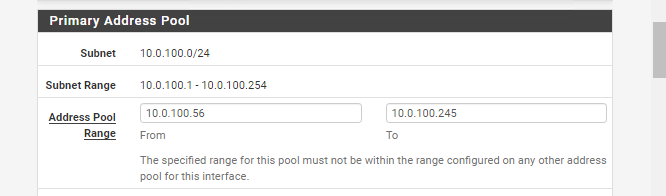 Primary Address Pool
Subnet 10.0.100.0/24
Subnet Range 10.0.100.1 - 10.0.100.254
Address Pool Range 10.0.100.56 10.0.100.245
From To
The specified range for this pool must not be within the range configured on any other address
pool for this interface.